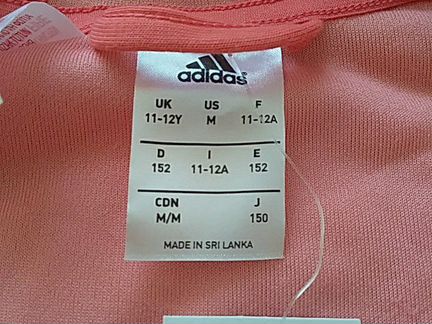 adidas
UK US F
11-12Y M 11-12A
D I E
152 11-12A 152
CDN J
M/M 150
MADE IN SRI LANKA